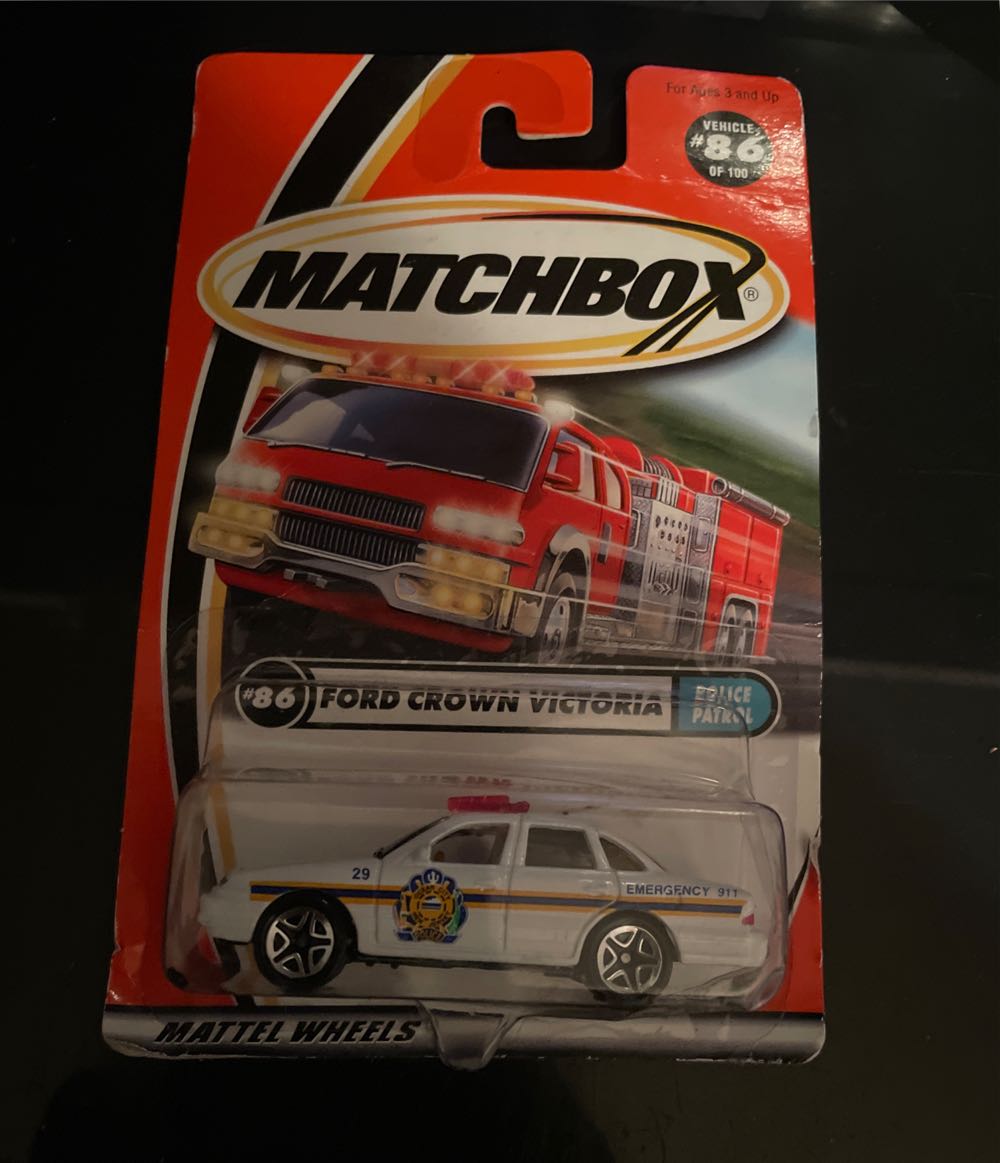 For Ages 3 and Up
VEHICLE
#86
OF 100
MATCHBOX®
#86 FORD CROWN VICTORIA
POLICE
PATROL
29
EMERGENCY 911
POLICE
MATTEL WHEELS